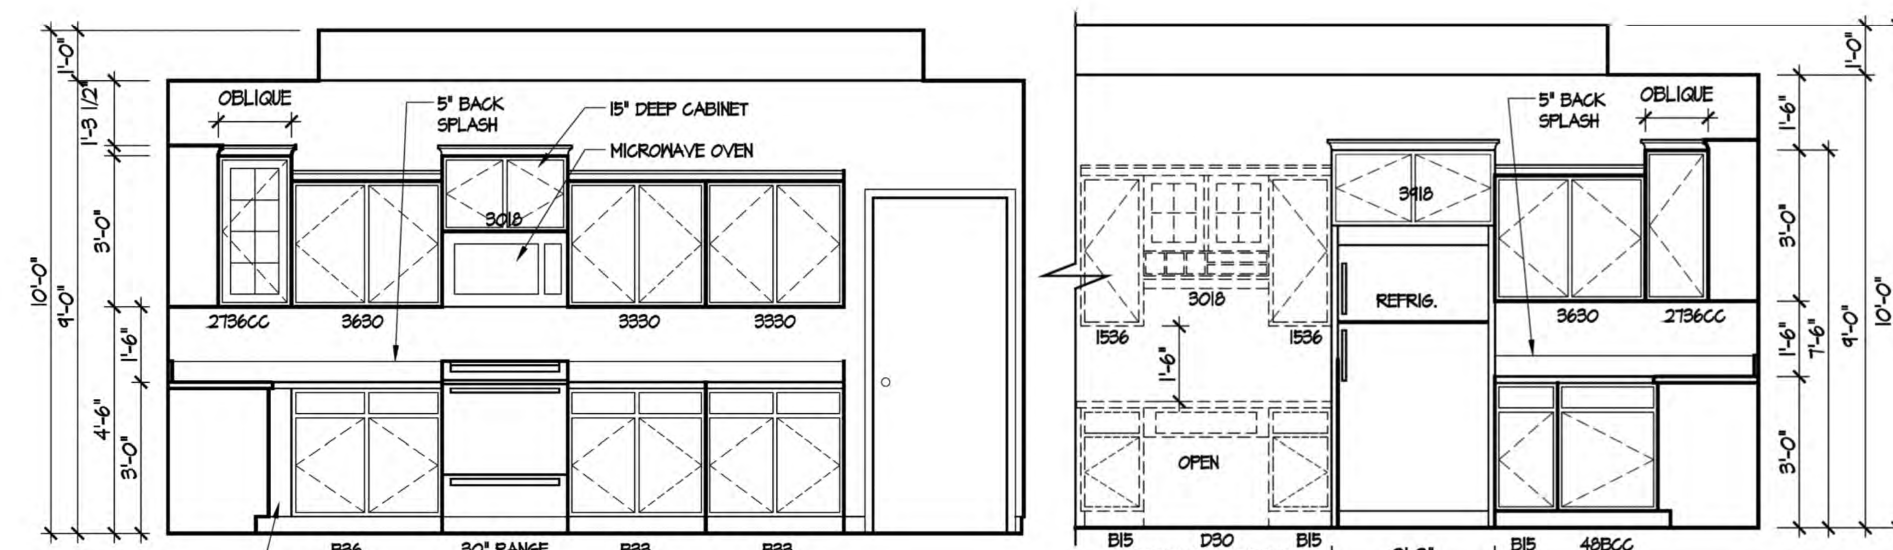 10'-0"
9'-0"
1'-0"
1'-3 1/2"
3'-0"
1'-6"
4'-6"
3'-0"
OBLIQUE
5" BACK
SPLASH
15" DEEP CABINET
MICROWAVE OVEN
3018
2736CC
3630
3330
3330
B36
30" RANGE
B33
B33
3918
3018
1536
1536
1'-6"
OPEN
REFRIG.
5" BACK
SPLASH
OBLIQUE
3630
2736CC
B15
D30
B15
B15
48BCC
1'-0"
1'-6"
3'-0"
1'-6"
3'-0"
7'-6"
9'-0"
10'-0"